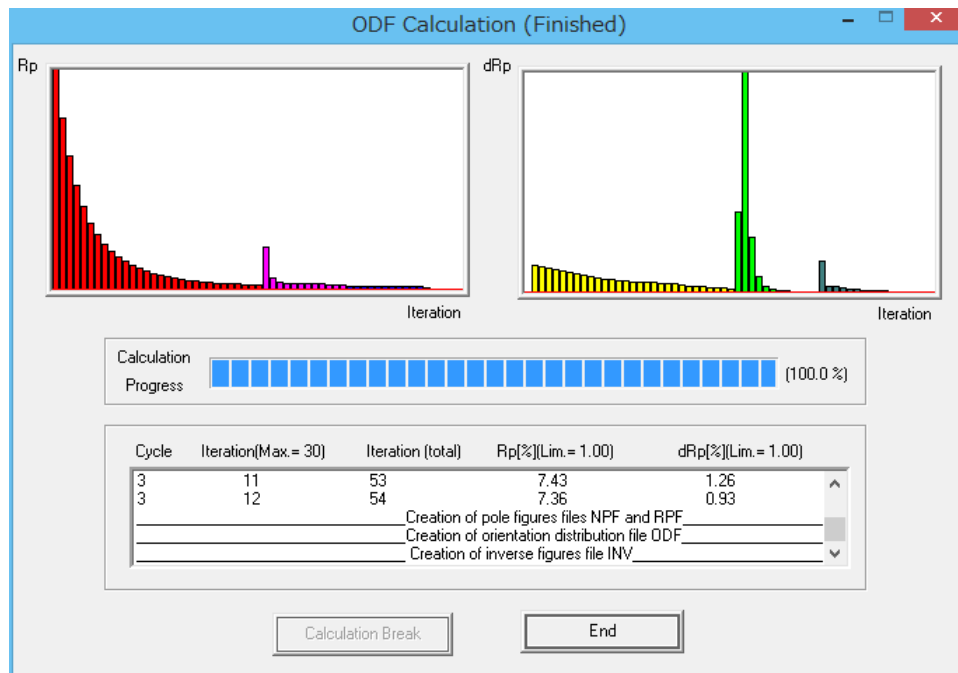 ODF Calculation (Finished)
Rp
dRp
Iteration
Iteration
Calculation
Progress
(100.0 %)
Cycle Iteration(Max.= 30) Iteration (total) Rp[%](Lim.= 1.00) dRp[%](Lim.= 1.00)
3 11 53 7.43 1.26
3 12 54 7.36 0.93
Creation of pole figures files NPF and RPF
Creation of orientation distribution file ODF
Creation of inverse figures file INV
Calculation Break
End